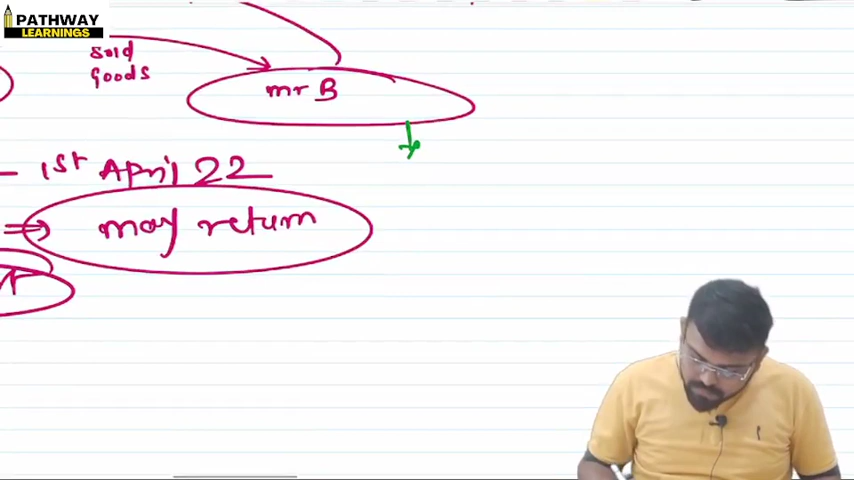 PATHWAY
LEARNINGS
sold
goods
mr B
1st April 22
may return